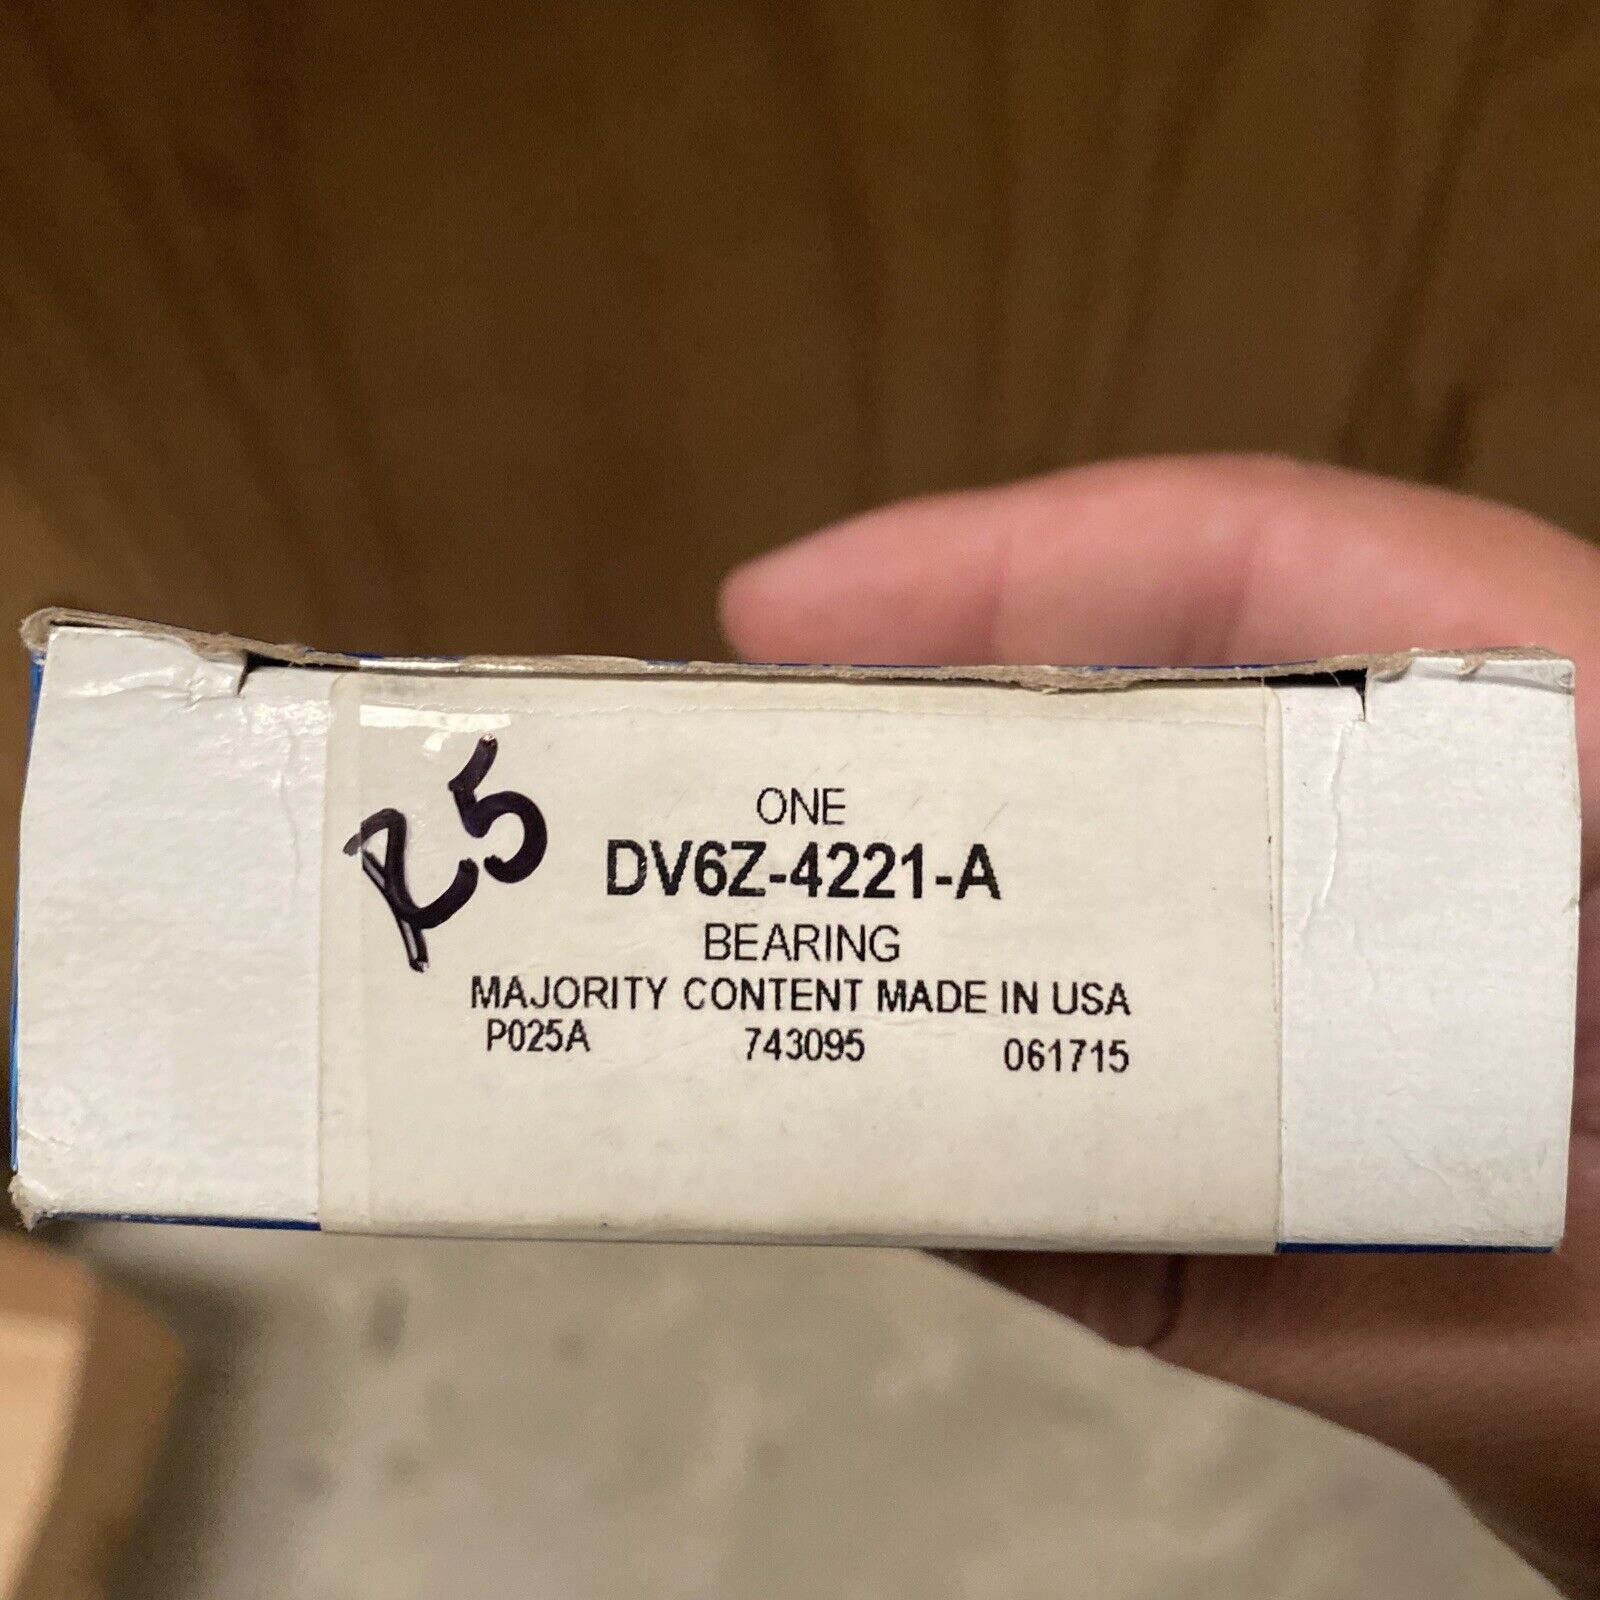 R5
ONE
DV6Z-4221-A
BEARING
MAJORITY CONTENT MADE IN USA
P025A 743095 061715